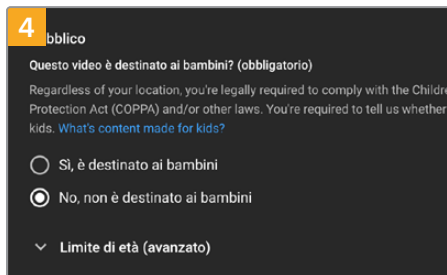 4
bblico
Questo video è destinato ai bambini? (obbligatorio)
Regardless of your location, you're legally required to comply with the Childre
Protection Act (COPPA) and/or other laws. You're required to tell us whether
kids. What's content made for kids?
Sì, è destinato ai bambini
No, non è destinato ai bambini
Limite di età (avanzato)